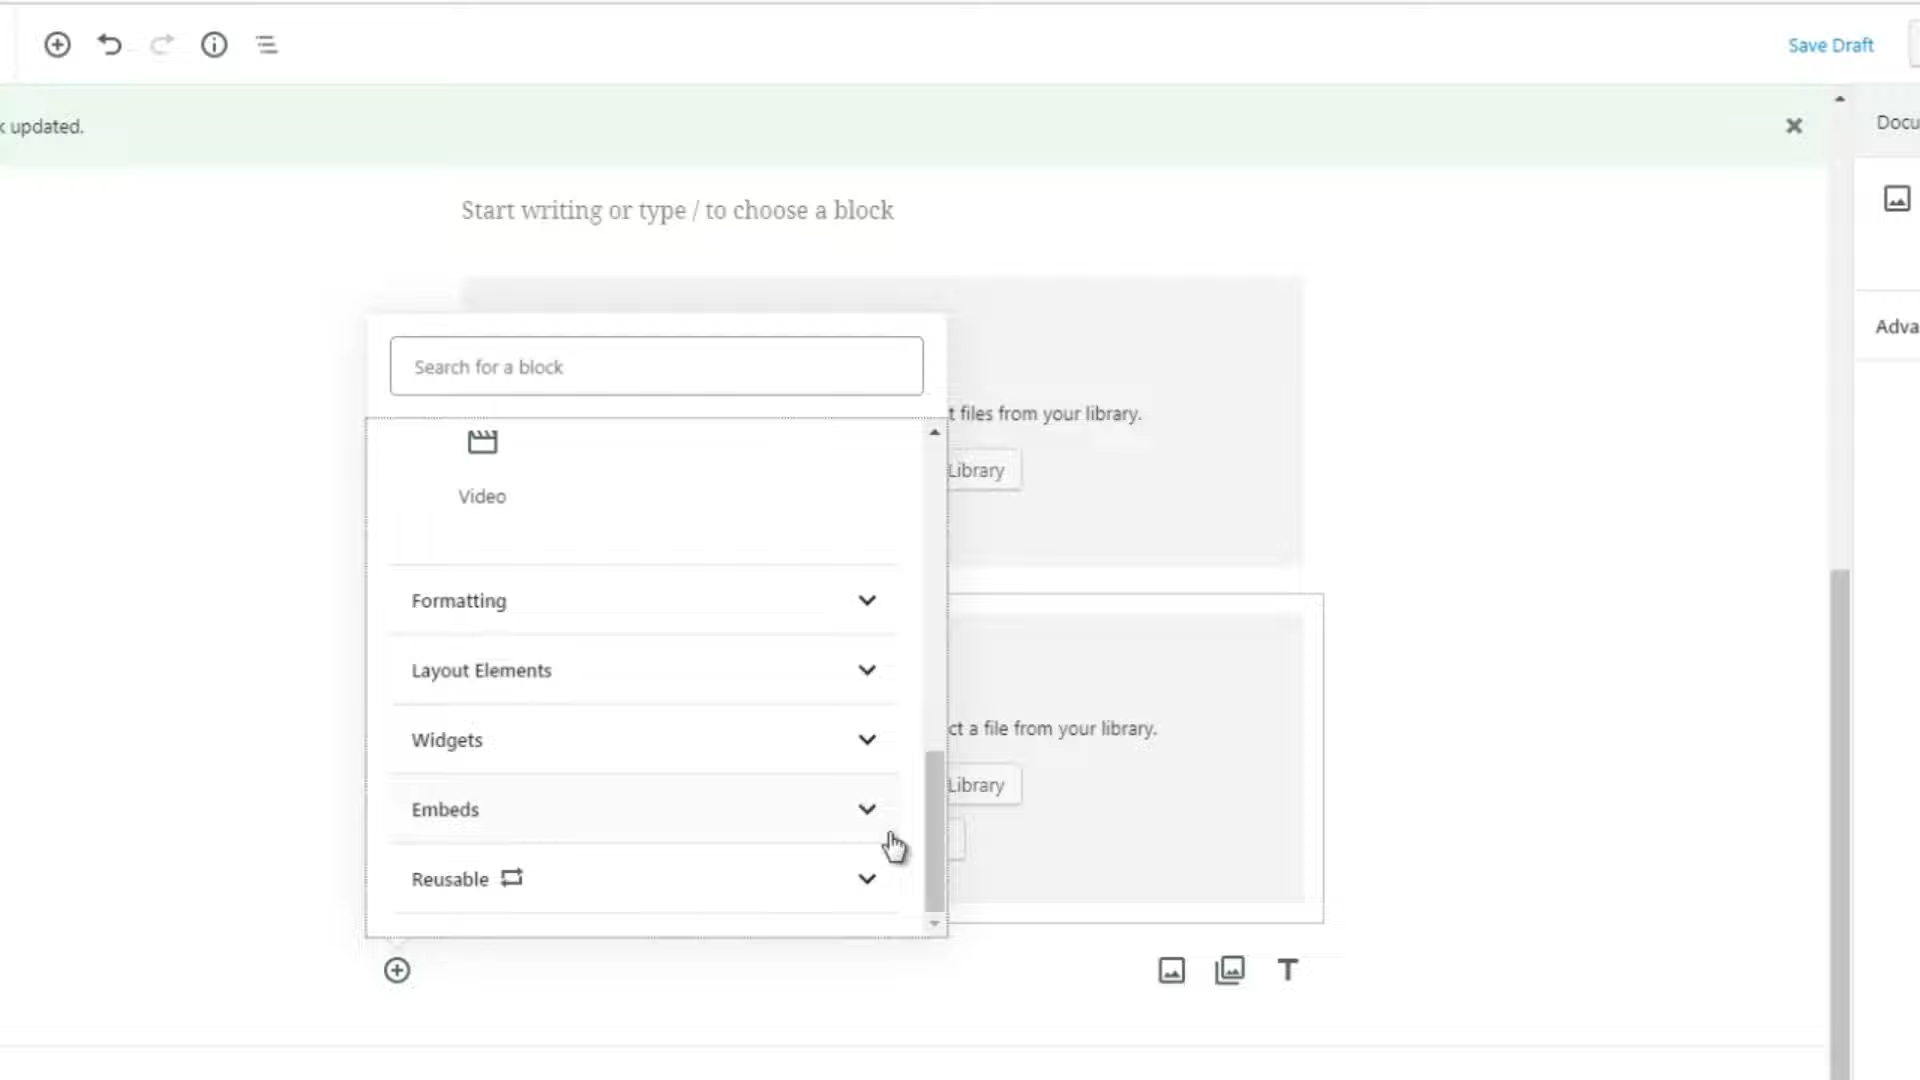 Save Draft
updated.
Docu
Start writing or type / to choose a block
Adva
Search for a block
t files from your library.
Library
Video
Formatting
Layout Elements
Widgets
ct a file from your library.
Library
Embeds
Reusable
T